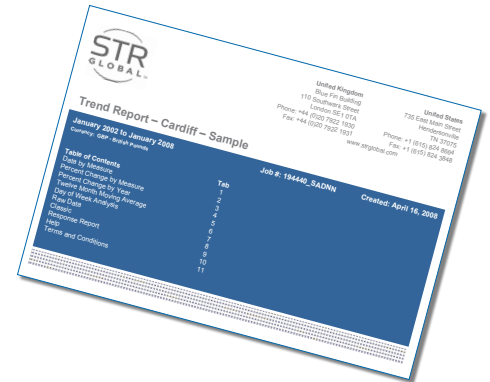 STR
GLOBAL
United Kingdom
Blue Fin Building
110 Southwark Street
London SE1 0TA
Phone: +44 (0)20 7922 1930
Fax: +44 (0)20 7922 1931
www.strglobal.com
United States
735 East Main Street
Hendersonville
TN 37075
Phone: +1 (615) 824 8664
Fax: +1 (615) 824 3848
Trend Report – Cardiff – Sample
January 2002 to January 2008
Currency: GBP - British Pounds
Job #: 194440_SADNN
Created: April 16, 2008
Table of Contents
Tab
Date by Measure
1
Percent Change by Measure
2
Percent Change by Year
3
Twelve Month Moving Average
4
Day of Week Analysis
5
Raw Data
6
Classic
7
Response Report
8
Help
9
Terms and Conditions
10
11